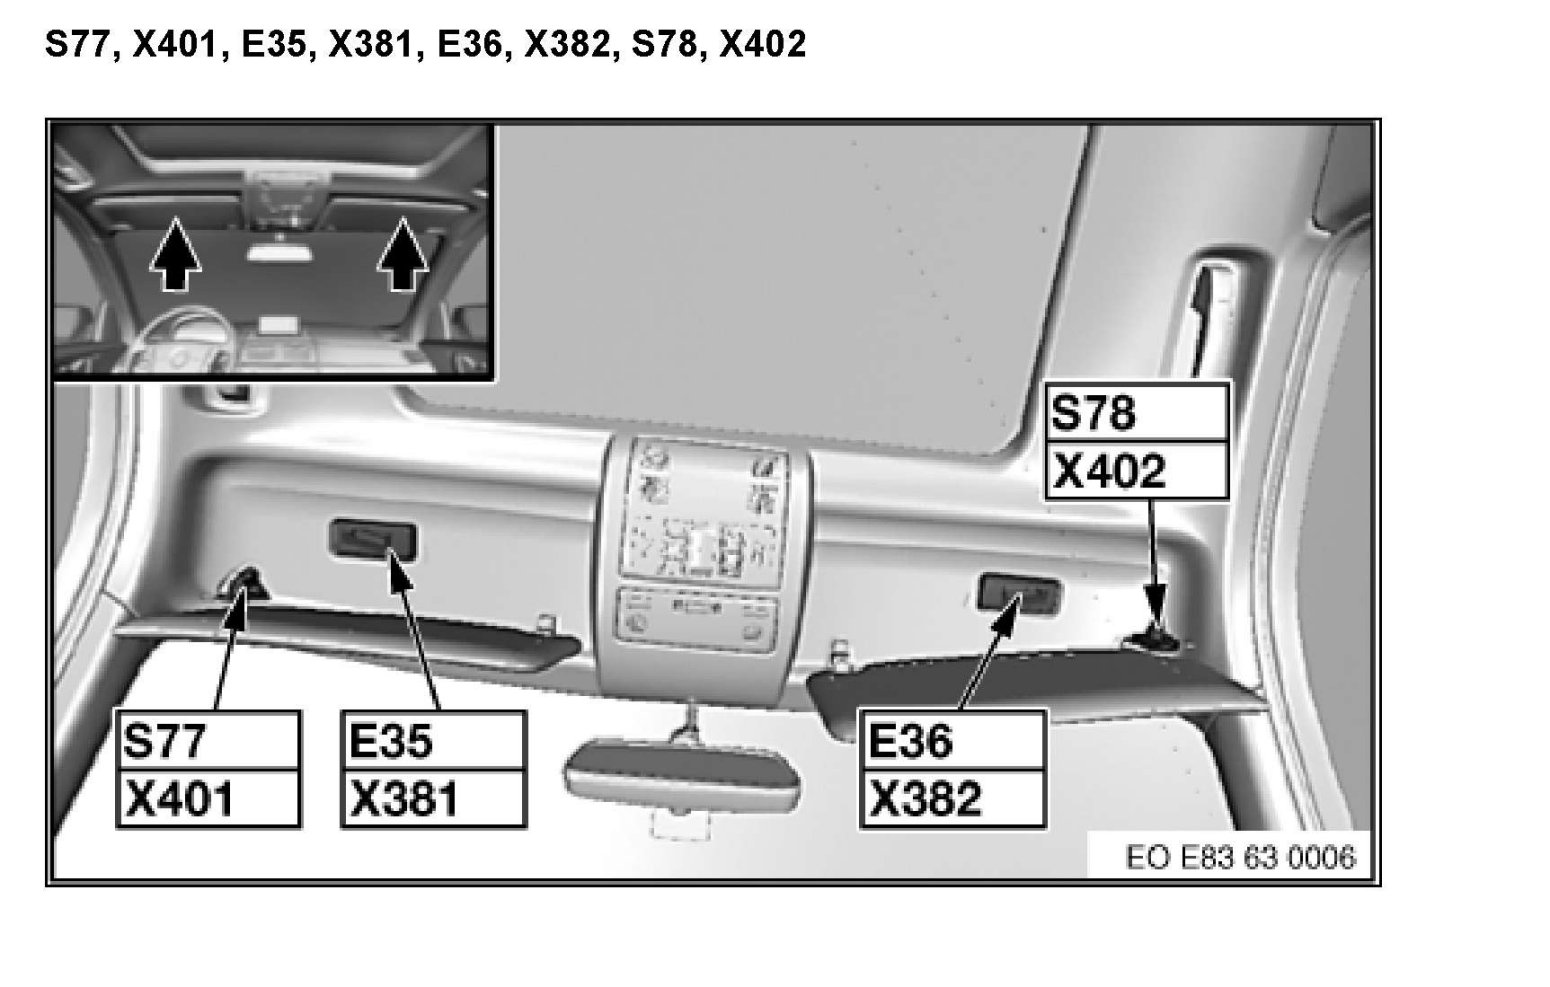 S77, X401, E35, X381, E36, X382, S78, X402
S78
X402
S77
X401
E35
X381
E36
X382
EO E83 63 0006